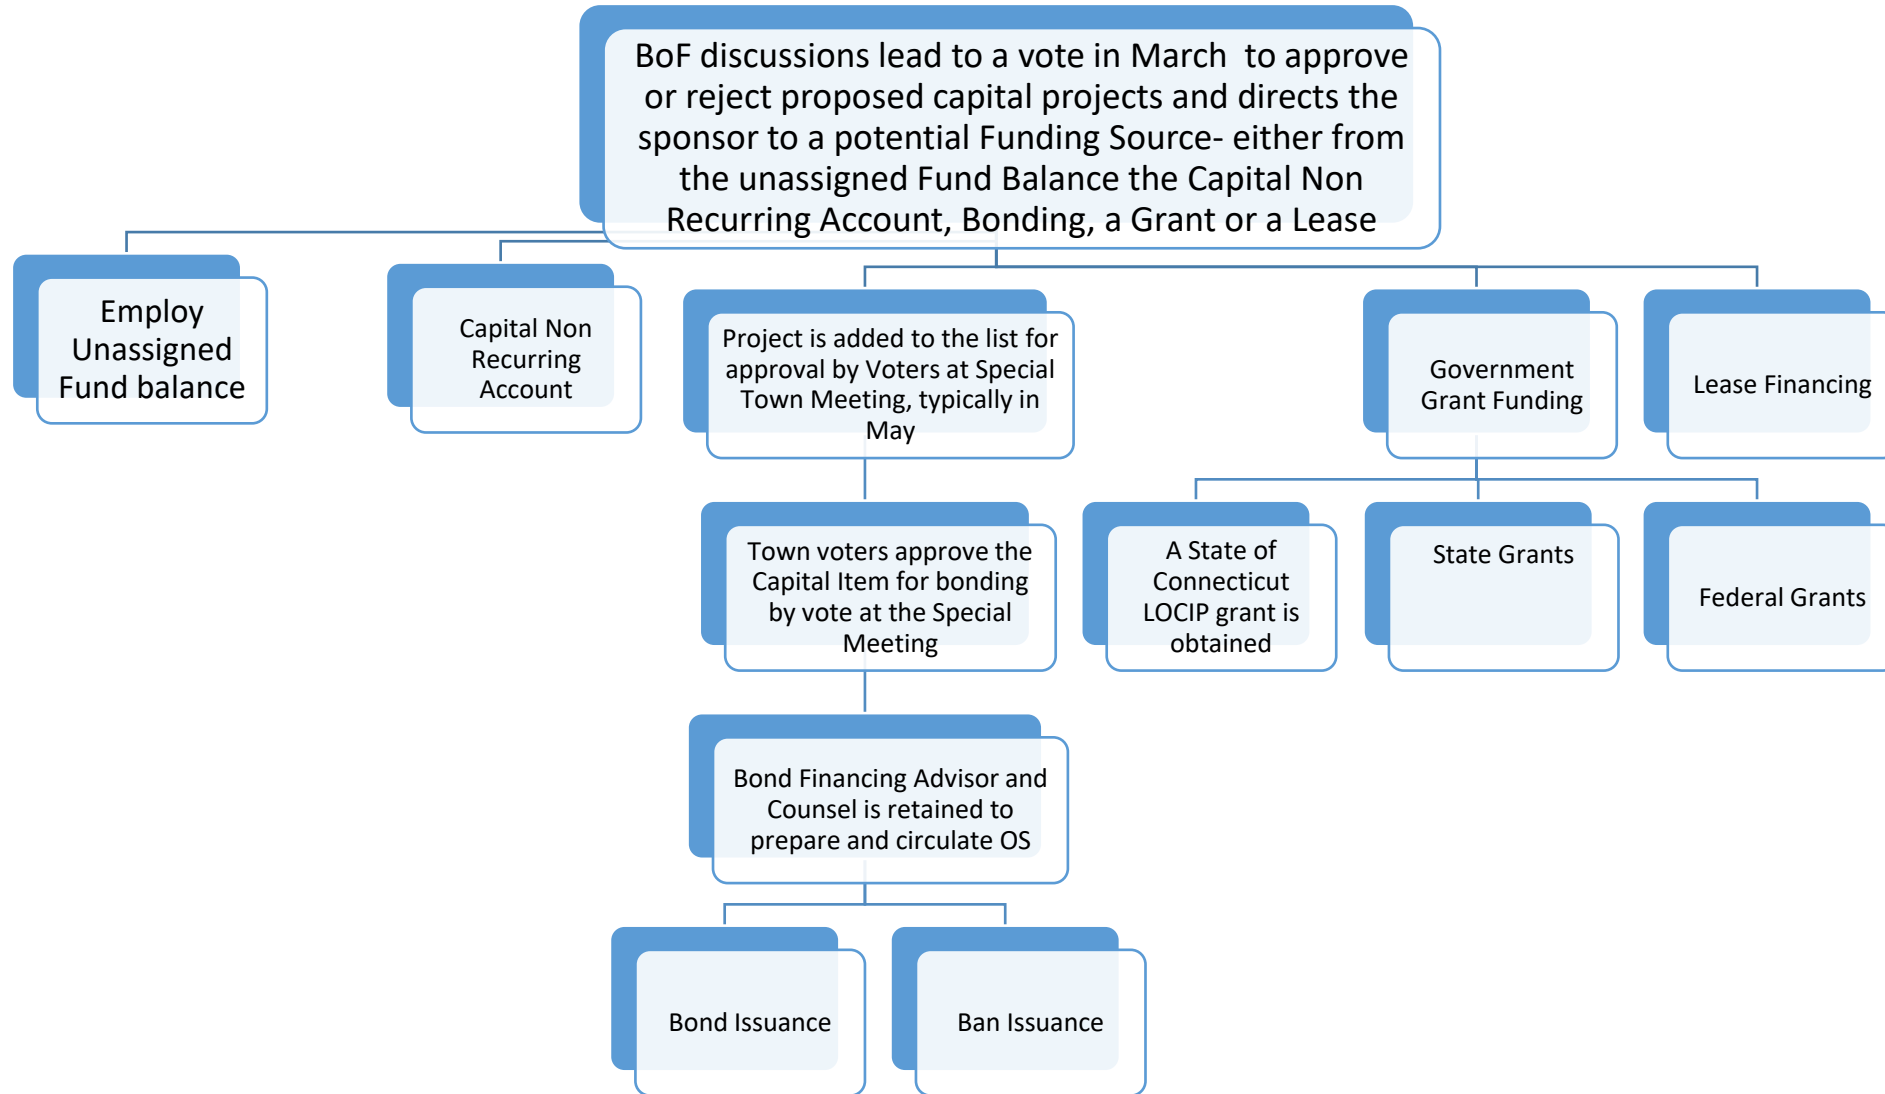 BoF discussions lead to a vote in March to approve
or reject proposed capital projects and directs the
sponsor to a potential Funding Source- either from
the unassigned Fund Balance the Capital Non
Recurring Account, Bonding, a Grant or a Lease
Employ
Unassigned
Fund balance
Capital Non
Recurring
Account
Project is added to the list for
approval by Voters at Special
Town Meeting, typically in
May
Government
Grant Funding
Lease Financing
Town voters approve the
Capital Item for bonding
by vote at the Special
Meeting
A State of
Connecticut
LOCIP grant is
obtained
State Grants
Federal Grants
Bond Financing Advisor and
Counsel is retained to
prepare and circulate OS
Bond Issuance
Ban Issuance